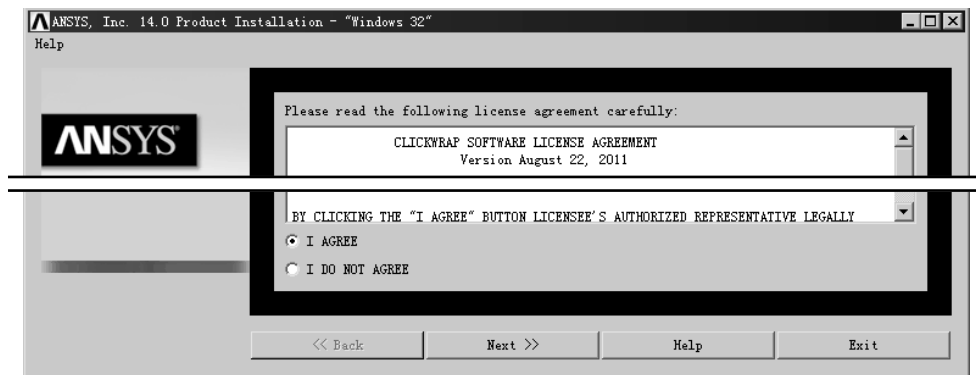 ANSYS, Inc. 14.0 Product Installation - "Windows 32"
Help
ANSYS®
Please read the following license agreement carefully:
CLICKWRAP SOFTWARE LICENSE AGREEMENT
Version August 22, 2011
BY CLICKING THE "I AGREE" BUTTON LICENSEE'S AUTHORIZED REPRESENTATIVE LEGALLY
I AGREE
I DO NOT AGREE
<< Back
Next >>
Help
Exit